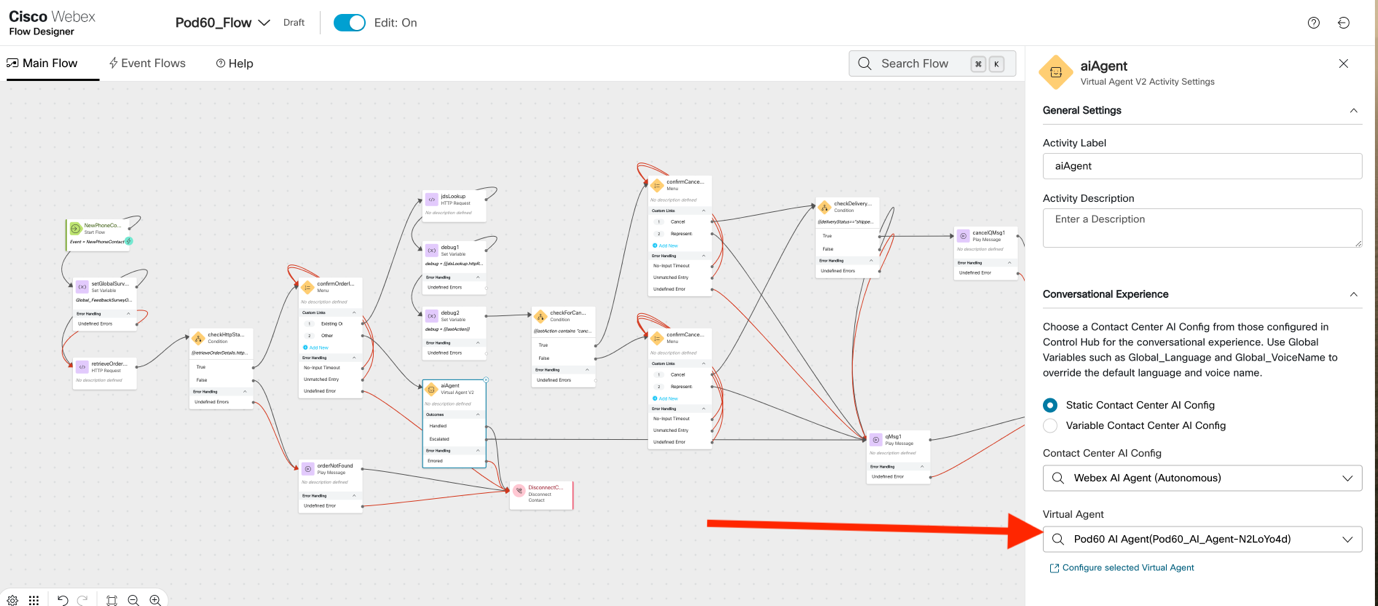 Cisco Webex
Flow Designer
Pod60_Flow
Draft
Edit: On
Main Flow
Event Flows
Help
Search Flow
⌘
K
NewPhoneCo...
Start Flow
Event = NewPhoneContact
setGlobalSurv...
Set Variable
Global_FeedbackSurveyO...
Error Handling
Undefined Errors
retrieveOrder...
HTTP Request
No description defined
checkHttpSta...
Condition
{{retrieveOrderDetails.http...
True
False
Error Handling
Undefined Errors
confirmOrderI...
Menu
No description defined
Custom Links
1 Existing Or
2 Other
Add New
Error Handling
No-Input Timeout
Unmatched Entry
Undefined Error
orderNotFound
Play Message
No description defined
Error Handling
Undefined Error
jdsLookup
HTTP Request
No description defined
debug1
Set Variable
debug = {{jdsLookup.httpR...
Error Handling
Undefined Errors
debug2
Set Variable
debug = {{lastAction}}
Error Handling
Undefined Errors
aiAgent
Virtual Agent V2
No description defined
Outcomes
Handled
Escalated
Error Handling
Errored
DisconnectC...
Disconnect
Contact
checkForCan...
Condition
{{lastAction contains "canc...
True
False
Error Handling
Undefined Errors
confirmCance...
Menu
No description defined
Custom Links
1 Cancel
2 Represent
Add New
Error Handling
No-Input Timeout
Unmatched Entry
Undefined Error
confirmCance...
Menu
No description defined
Custom Links
1 Cancel
2 Represent
Add New
Error Handling
No-Input Timeout
Unmatched Entry
Undefined Error
checkDelivery...
Condition
{{deliveryStatus=="shippe...
True
False
Error Handling
Undefined Errors
cancelQMsg1
Play Message
No description defined
Error Handling
Undefined Error
qMsg1
Play Message
No description defined
Error Handling
Undefined Error
aiAgent
Virtual Agent V2 Activity Settings
General Settings
Activity Label
aiAgent
Activity Description
Enter a Description
Conversational Experience
Choose a Contact Center AI Config from those configured in
Control Hub for the conversational experience. Use Global
Variables such as Global_Language and Global_VoiceName to
override the default language and voice name.
Static Contact Center AI Config
Variable Contact Center AI Config
Contact Center AI Config
Webex AI Agent (Autonomous)
Virtual Agent
Pod60 AI Agent(Pod60_AI_Agent-N2LoYo4d)
Configure selected Virtual Agent